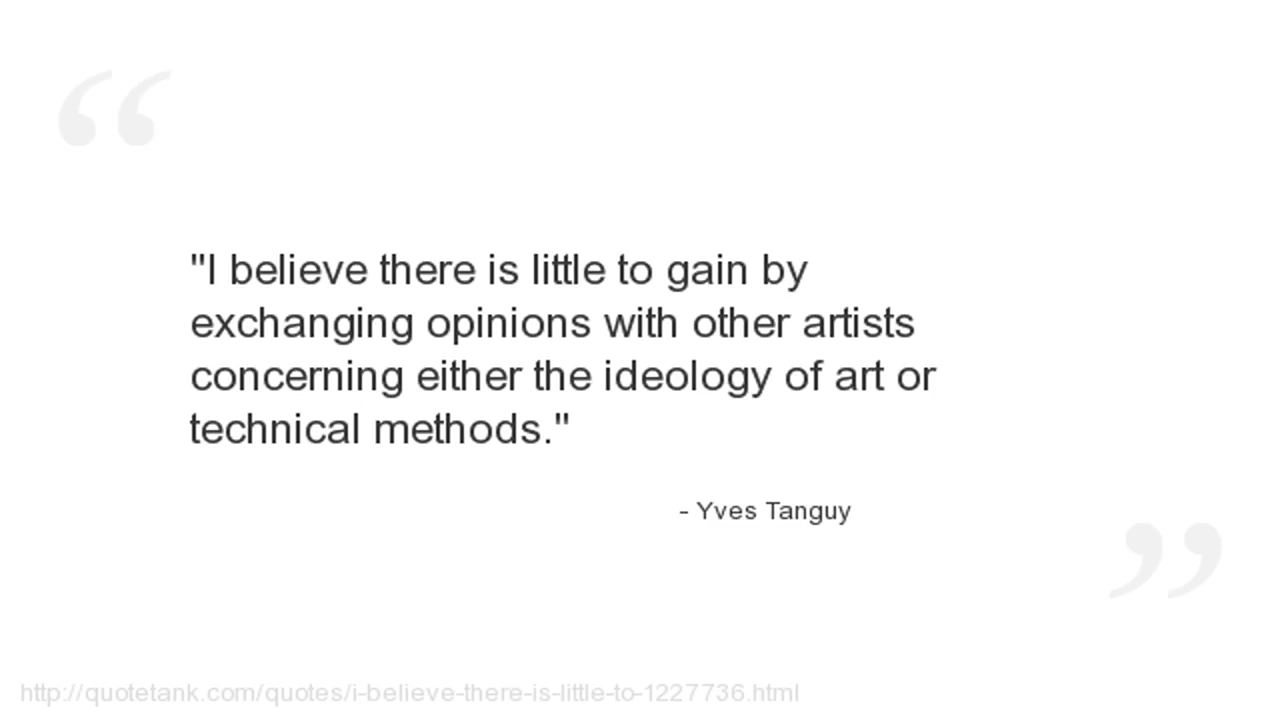 "I believe there is little to gain by
exchanging opinions with other artists
concerning either the ideology of art or
technical methods."
- Yves Tanguy
http://quotetank.com/quotes/i-believe-there-is-little-to-1227736.html